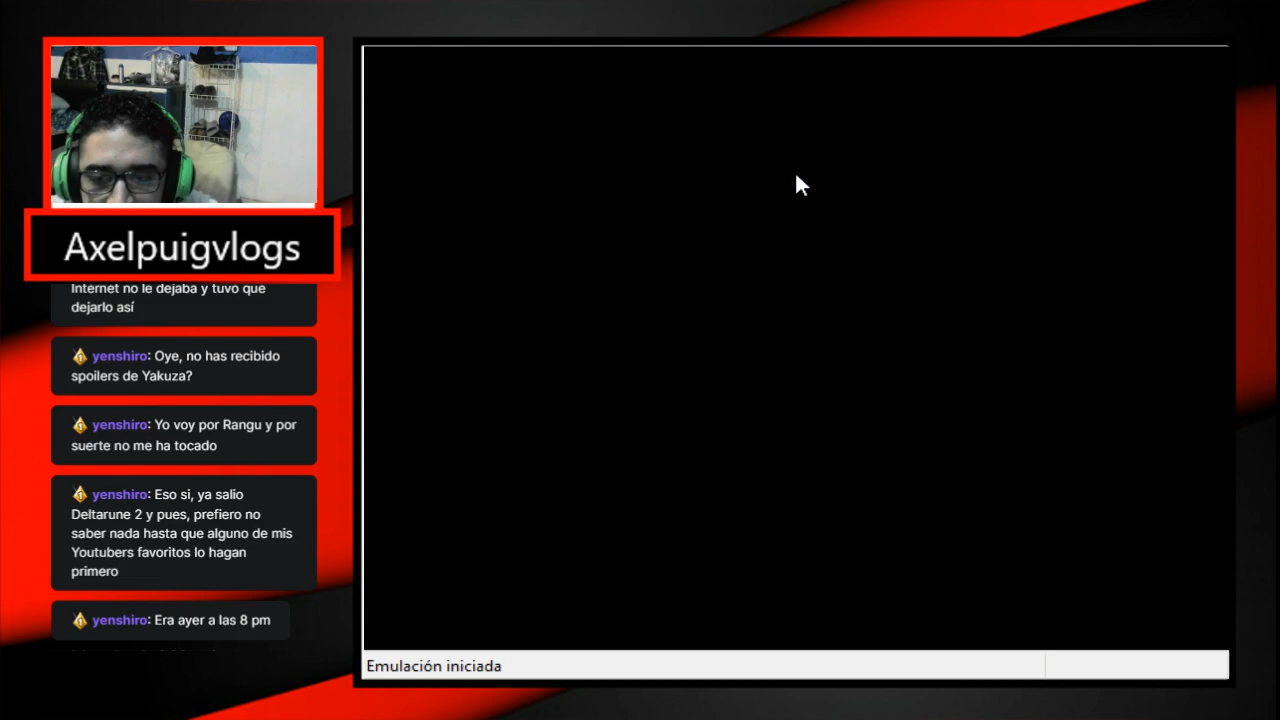 Axelpuigvlogs
Internet no le dejaba y tuvo que
dejarlo así
yenshiro: Oye, no has recibido
spoilers de Yakuza?
yenshiro: Yo voy por Rangu y por
suerte no me ha tocado
yenshiro: Eso si, ya salio
Deltarune 2 y pues, prefiero no
saber nada hasta que alguno de mis
Youtubers favoritos lo hagan
primero
yenshiro: Era ayer a las 8 pm
Emulación iniciada